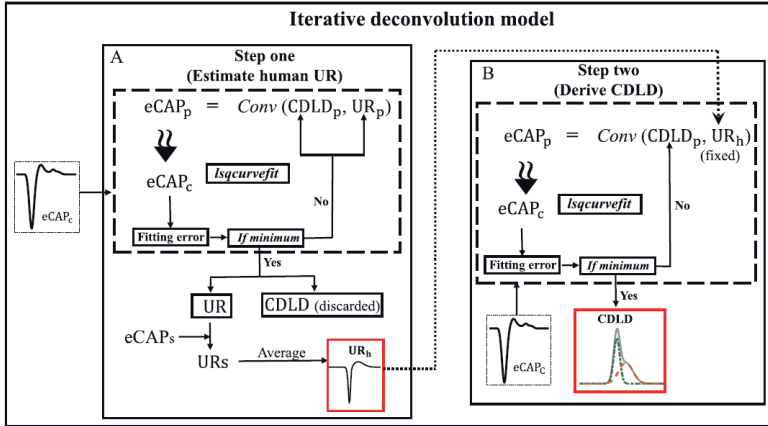 Iterative deconvolution model
A
Step one
(Estimate human UR)
eCAPp = Conv (CDLDp, URp)
eCAPc
lsqcurvefit
No
Fitting error
If minimum
Yes
eCAPc
UR
CDLD (discarded)
eCAPs
URs
Average
URh
B
Step two
(Derive CDLD)
eCAPp = Conv (CDLDp, URh)
(fixed)
eCAPc
lsqcurvefit
No
Fitting error
If minimum
Yes
eCAPC
CDLD